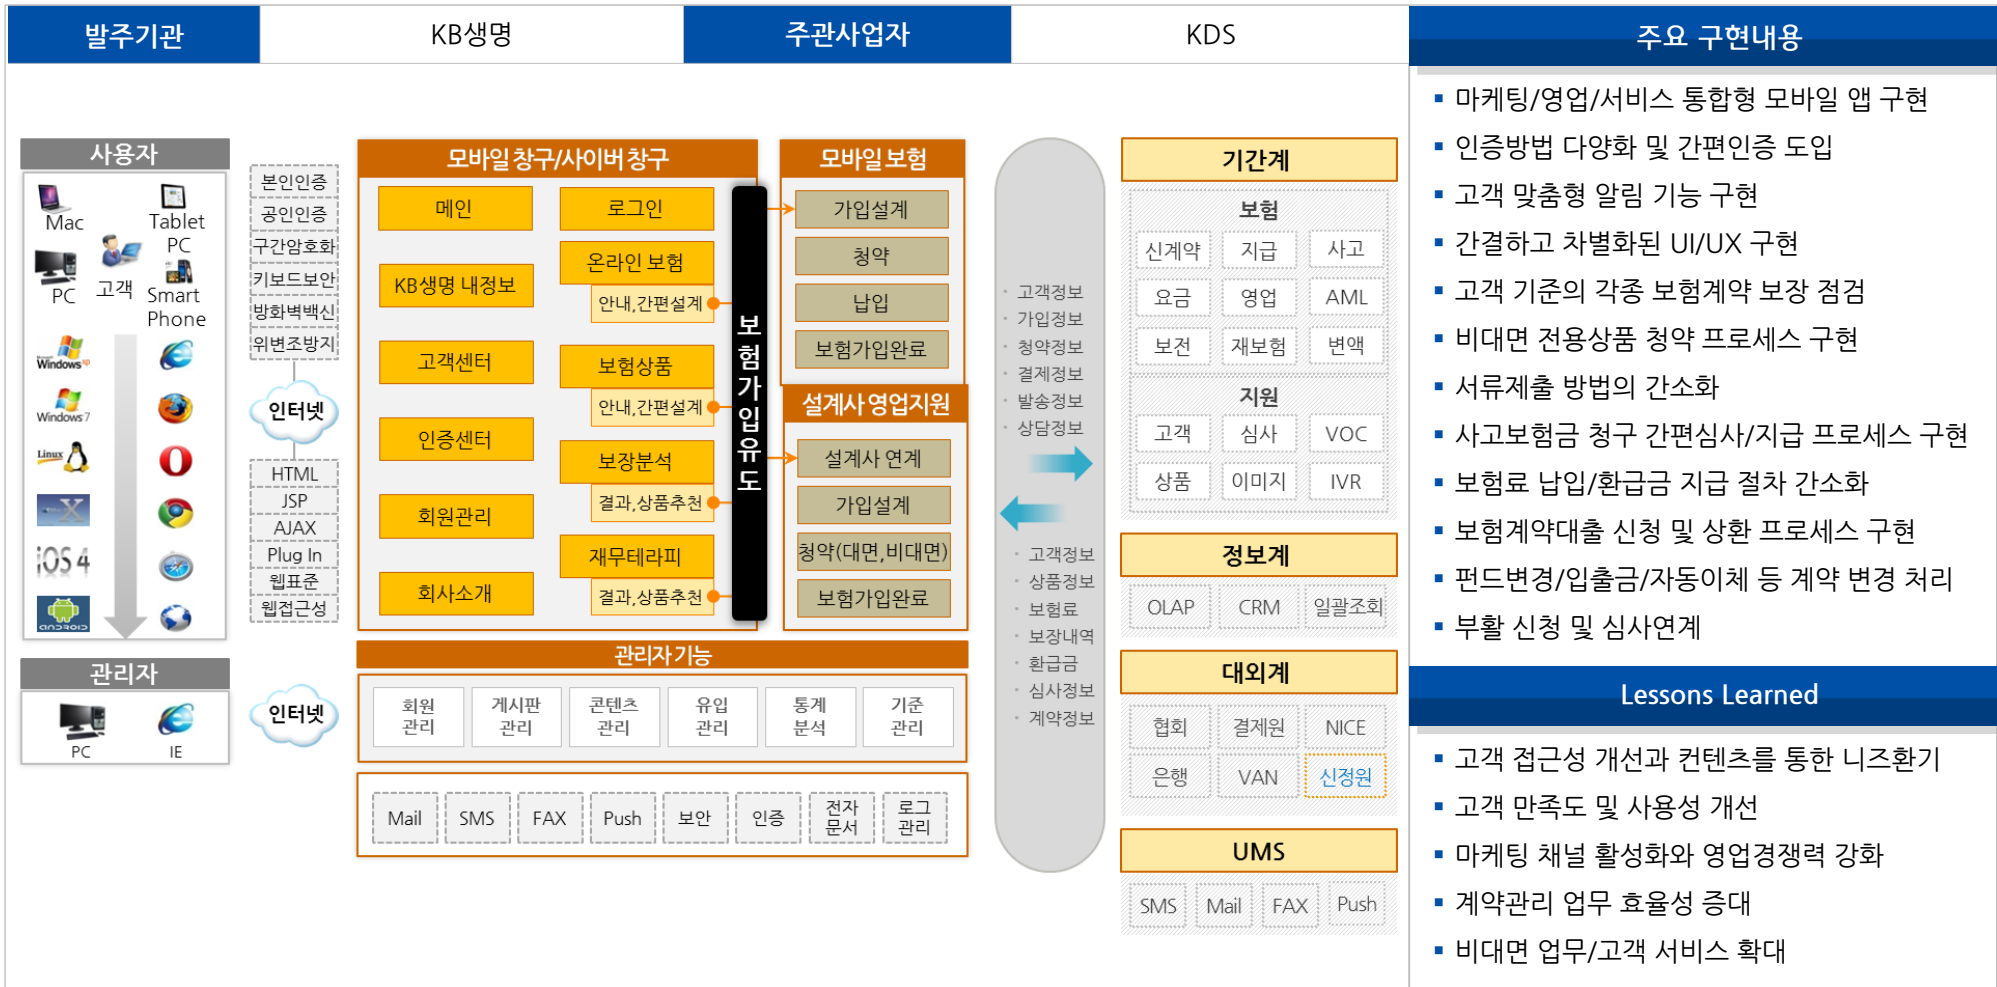 발주기관
KB생명
주관사업자
KDS
사용자
Mac
Tablet
PC
PC
고객
Smart
Phone
Windows xp
Windows 7
Linux
X
iOS 4
ANDROID
관리자
PC
IE
본인인증
공인인증
구간암호화
키보드보안
방화벽백신
위변조방지
인터넷
HTML
JSP
AJAX
Plug In
웹표준
웹접근성
인터넷
모바일 창구/사이버 창구
메인
KB생명 내정보
고객센터
인증센터
회원관리
회사소개
로그인
온라인 보험
안내,간편설계
보험상품
안내,간편설계
보장분석
결과,상품추천
재무테라피
결과,상품추천
보험가입유도
모바일 보험
가입설계
청약
납입
보험가입완료
설계사 영업지원
설계사 연계
가입설계
청약(대면,비대면)
보험가입완료
관리자 기능
회원
관리
게시판
관리
콘텐츠
관리
유입
관리
통계
분석
기준
관리
Mail
SMS
FAX
Push
보안
인증
전자
문서
로그
관리
· 고객정보
· 가입정보
· 청약정보
· 결제정보
· 발송정보
· 상담정보
· 고객정보
· 상품정보
· 보험료
· 보장내역
· 환급금
· 심사정보
· 계약정보
기간계
보험
신계약
지급
사고
요금
영업
AML
보전
재보험
변액
지원
고객
심사
VOC
상품
이미지
IVR
정보계
OLAP
CRM
일괄조회
대외계
협회
결제원
NICE
은행
VAN
신정원
UMS
SMS
Mail
FAX
Push
주요 구현내용
▪ 마케팅/영업/서비스 통합형 모바일 앱 구현
▪ 인증방법 다양화 및 간편인증 도입
▪ 고객 맞춤형 알림 기능 구현
▪ 간결하고 차별화된 UI/UX 구현
▪ 고객 기준의 각종 보험계약 보장 점검
▪ 비대면 전용상품 청약 프로세스 구현
▪ 서류제출 방법의 간소화
▪ 사고보험금 청구 간편심사/지급 프로세스 구현
▪ 보험료 납입/환급금 지급 절차 간소화
▪ 보험계약대출 신청 및 상환 프로세스 구현
▪ 펀드변경/입출금/자동이체 등 계약 변경 처리
▪ 부활 신청 및 심사연계
Lessons Learned
▪ 고객 접근성 개선과 컨텐츠를 통한 니즈환기
▪ 고객 만족도 및 사용성 개선
▪ 마케팅 채널 활성화와 영업경쟁력 강화
▪ 계약관리 업무 효율성 증대
▪ 비대면 업무/고객 서비스 확대